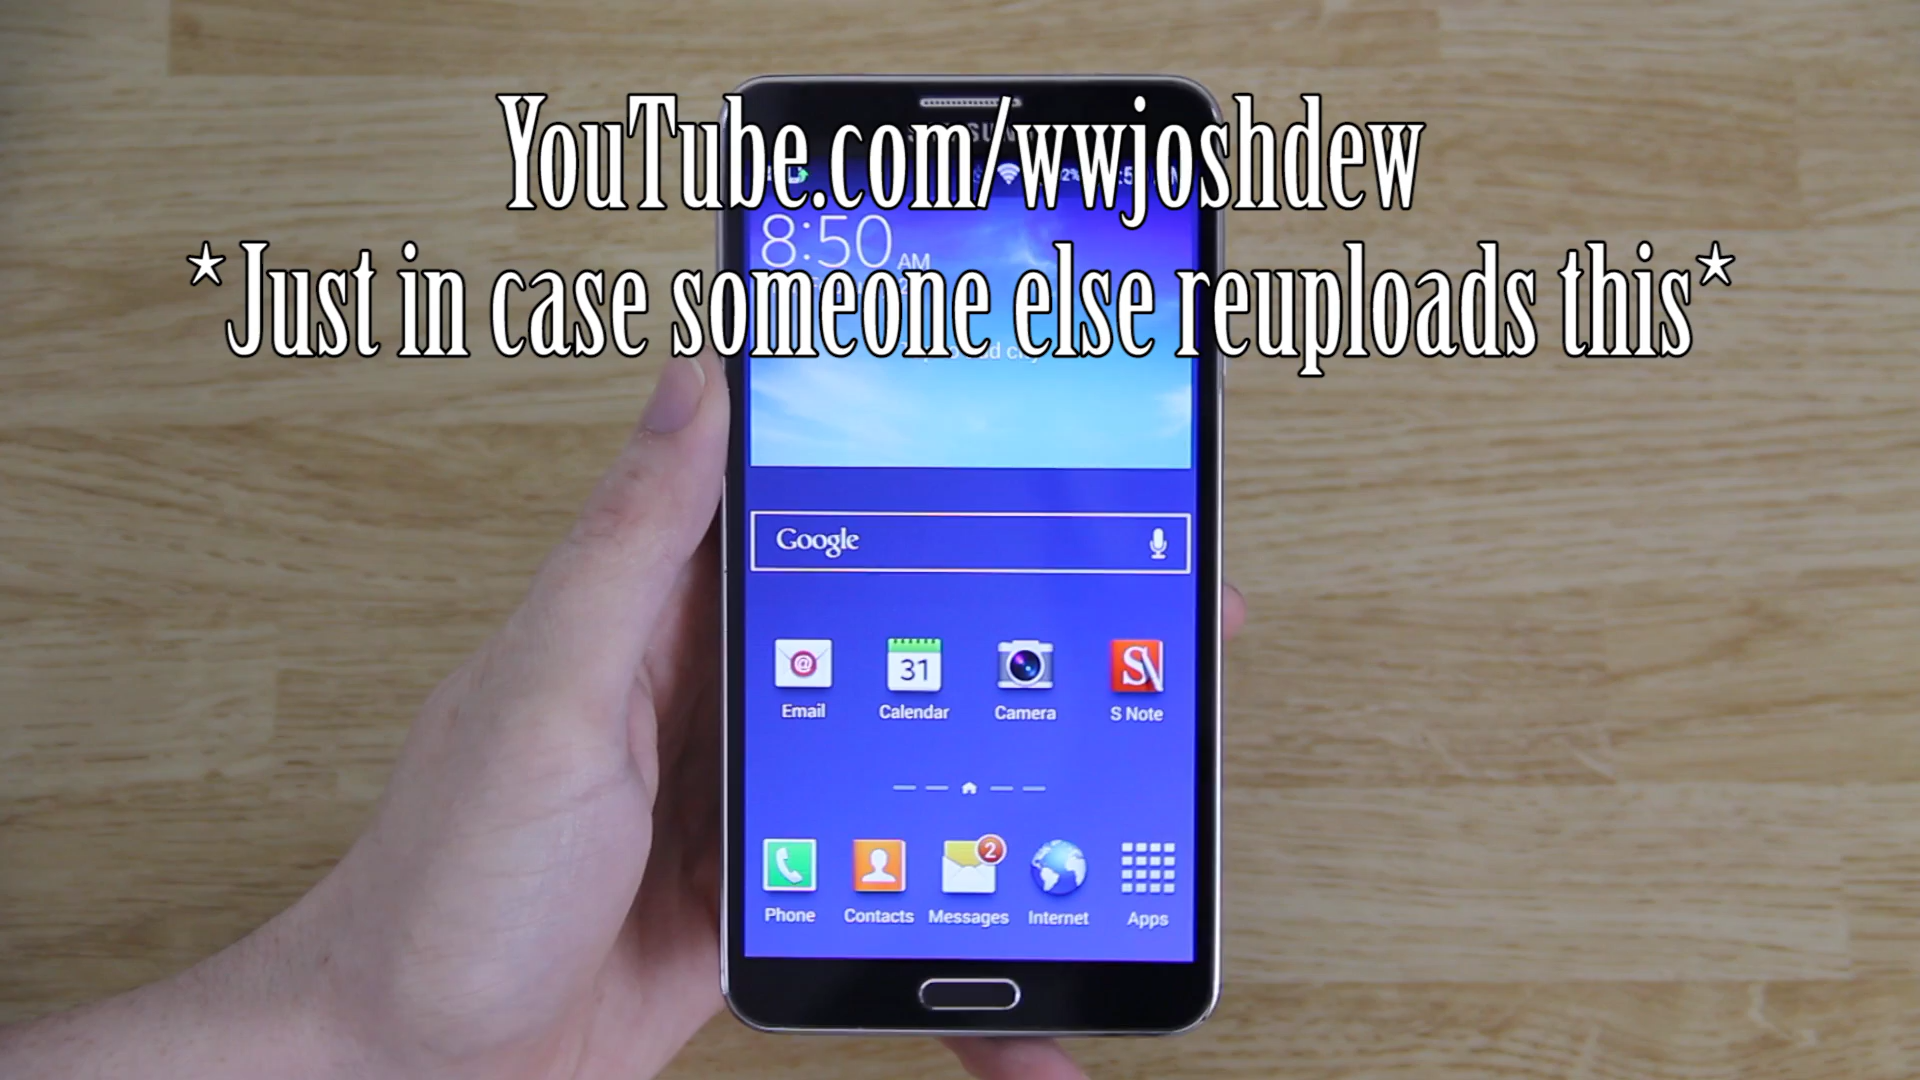 YouTube.com/wwjoshdew
8:50 AM
*Just in case someone else reuploads this*
Google
Email
Calendar
31
Camera
S Note
2
Phone
Contacts
Messages
Internet
Apps